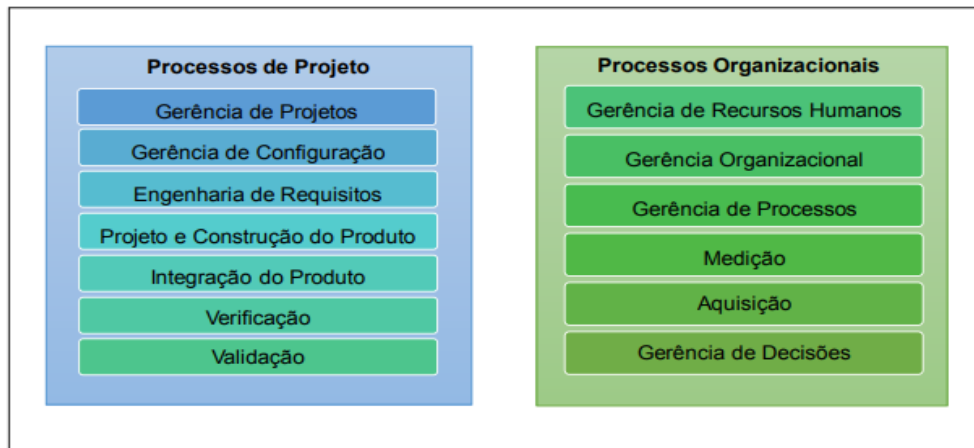 Processos de Projeto
Gerência de Projetos
Gerência de Configuração
Engenharia de Requisitos
Projeto e Construção do Produto
Integração do Produto
Verificação
Validação
Processos Organizacionais
Gerência de Recursos Humanos
Gerência Organizacional
Gerência de Processos
Medição
Aquisição
Gerência de Decisões